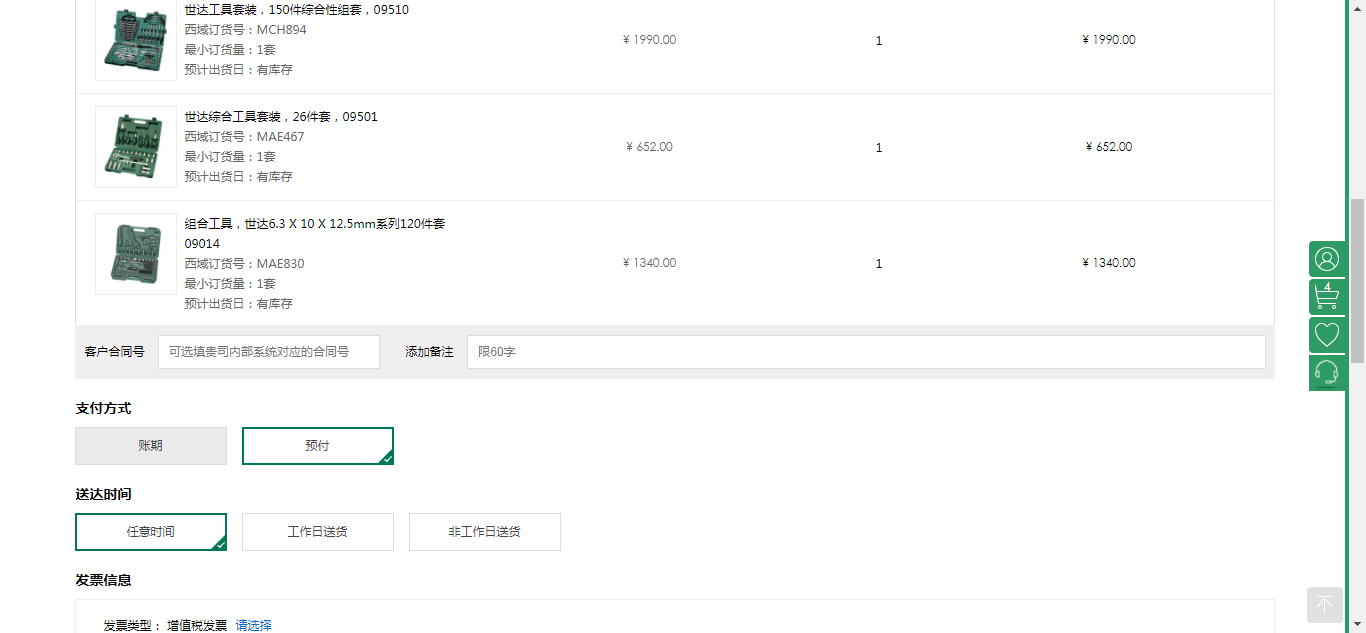 世达工具套装，150件综合性组套，09510
西域订货号：MCH894
最小订货量：1套
预计出货日：有库存
¥ 1990.00
1
¥ 1990.00
世达综合工具套装，26件套，09501
西域订货号：MAE467
最小订货量：1套
预计出货日：有库存
¥ 652.00
1
¥ 652.00
组合工具，世达6.3 X 10 X 12.5mm系列120件套
09014
西域订货号：MAE830
最小订货量：1套
预计出货日：有库存
¥ 1340.00
1
¥ 1340.00
4
客户合同号 可选填贵司内部系统对应的合同号 添加备注 限60字
支付方式
账期 预付
送达时间
任意时间 工作日送货 非工作日送货
发票信息
发票类型： 增值税发票 请选择